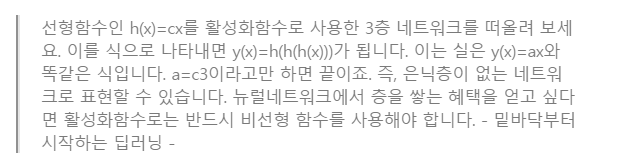 선형함수인 h(x)=cx를 활성화함수로 사용한 3층 네트워크를 떠올려 보세
요. 이를 식으로 나타내면 y(x)=h(h(h(x)))가 됩니다. 이는 실은 y(x)=ax와
똑같은 식입니다. a=c3이라고만 하면 끝이죠. 즉, 은닉층이 없는 네트워
크로 표현할 수 있습니다. 뉴럴네트워크에서 층을 쌓는 혜택을 얻고 싶다
면 활성화함수로는 반드시 비선형 함수를 사용해야 합니다. - 밑바닥부터
시작하는 딥러닝 -